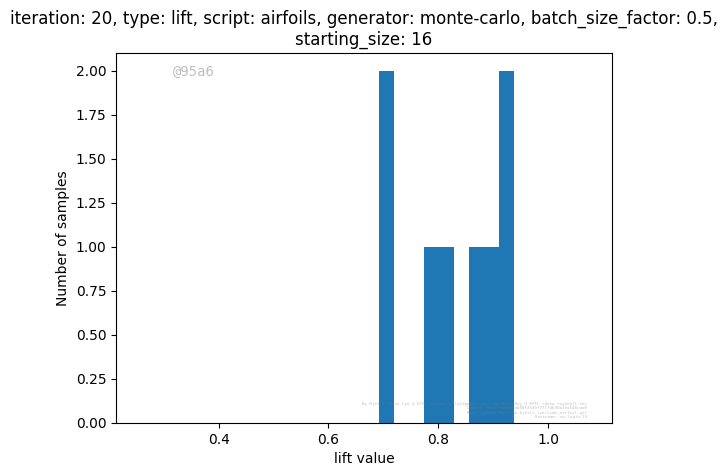 iteration: 20, type: lift, script: airfoils, generator: monte-carlo, batch_size_factor: 0.5,
starting_size: 16
@95a6
2.00
1.75
1.50
1.25
1.00
0.75
0.50
0.25
0.00
Number of samples
0.4 0.6 0.8 1.0
lift value